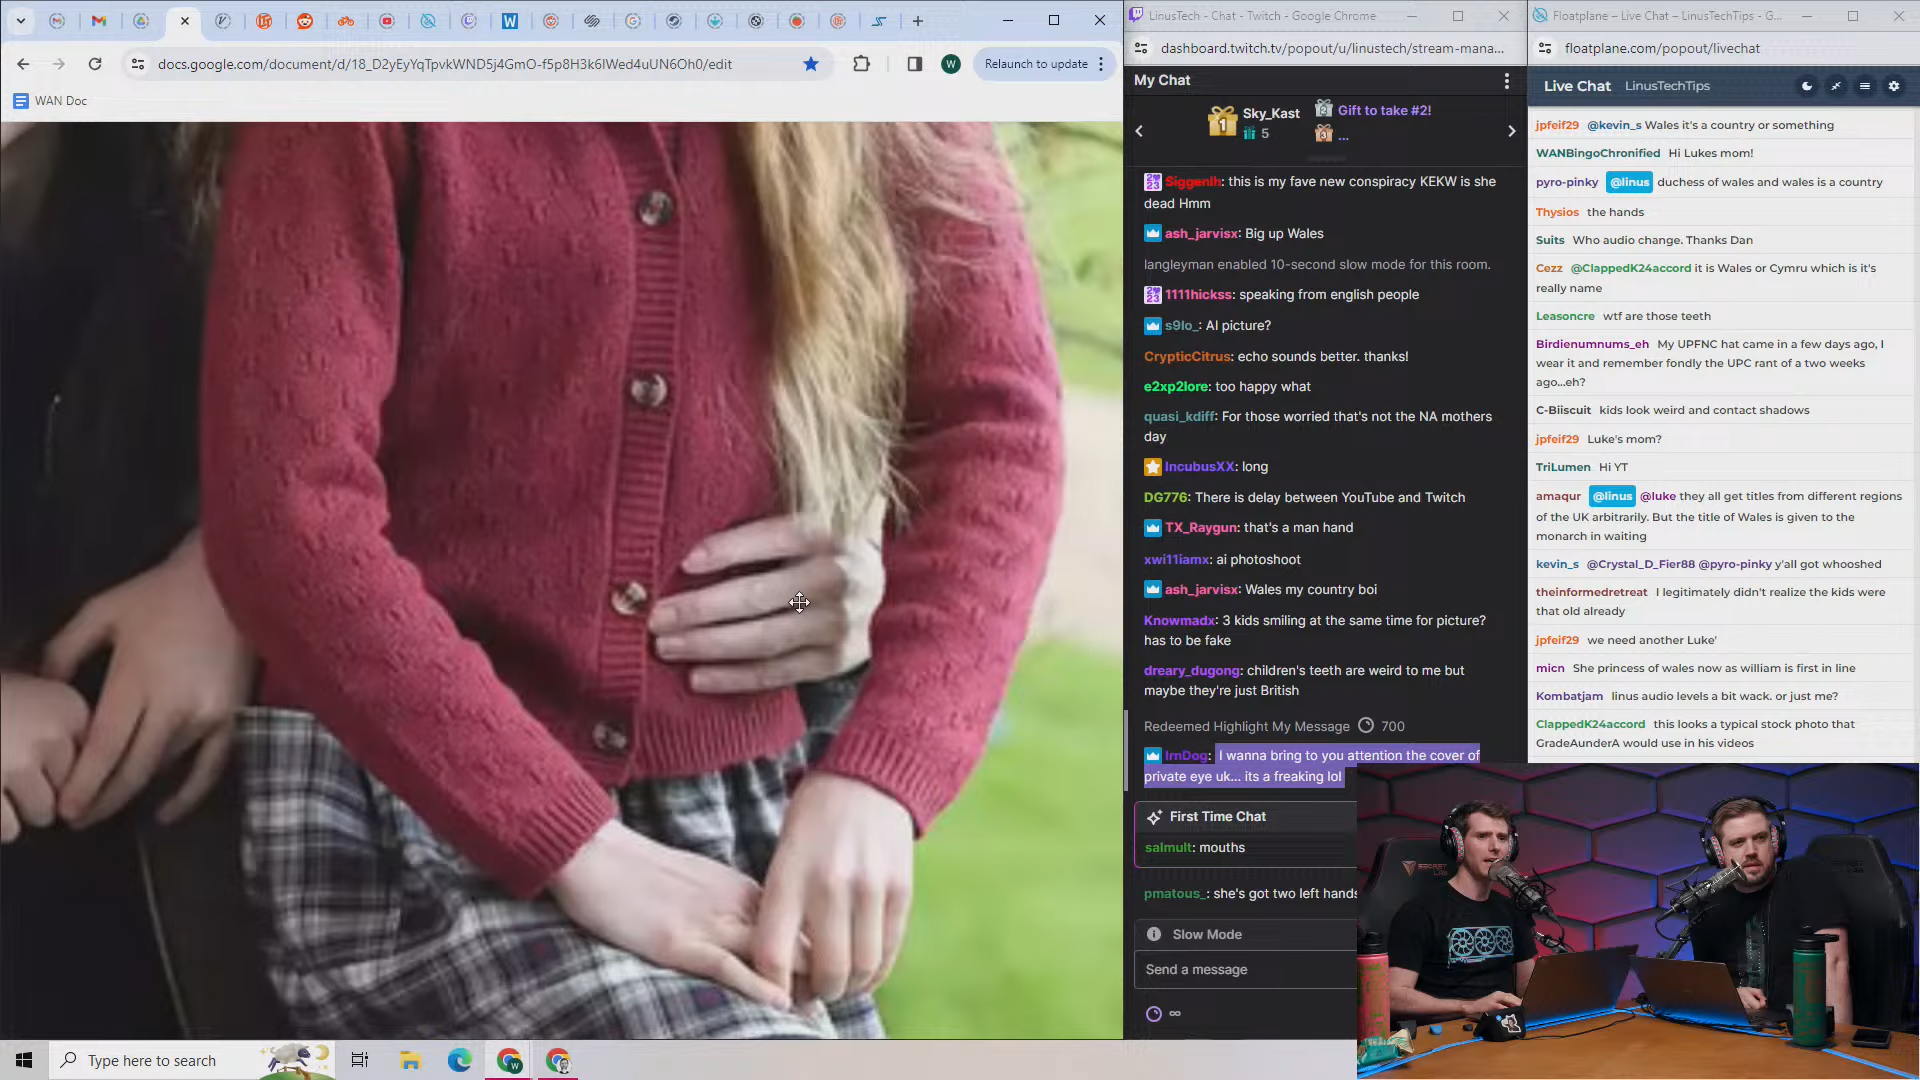 docs.google.com/document/d/18_D2yEyYqTpvkWND5j4GmO-f5p8H3k6IWed4uUN6Oh0/edit
Relaunch to update
WAN Doc
LinusTech - Chat - Twitch - Google Chrome
dashboard.twitch.tv/popout/u/linustech/stream-mana...
My Chat
Sky_Kast
5
Gift to take #2!
...
Siggenlh: this is my fave new conspiracy KEKW is she
dead Hmm
ash_jarvisx: Big up Wales
langleyman enabled 10-second slow mode for this room.
1111hickss: speaking from english people
s9lo_: AI picture?
CrypticCitrus: echo sounds better. thanks!
e2xp2lore: too happy what
quasi_kdiff: For those worried that's not the NA mothers
day
IncubusXX: long
DG776: There is delay between YouTube and Twitch
TX_Raygun: that's a man hand
xwi11iamx: ai photoshoot
ash_jarvisx: Wales my country boi
Knowmadx: 3 kids smiling at the same time for picture?
has to be fake
dreary_dugong: children's teeth are weird to me but
maybe they're just British
Redeemed Highlight My Message 700
IrnDog: I wanna bring to you attention the cover of
private eye uk... its a freaking lol
First Time Chat
salmult: mouths
pmatous_: she's got two left hands
Slow Mode
Send a message
∞
Floatplane – Live Chat – LinusTechTips - G...
floatplane.com/popout/livechat
Live Chat LinusTechTips
jpfeif29 @kevin_s Wales it's a country or something
WANBingoChronified Hi Lukes mom!
pyro-pinky @linus duchess of wales and wales is a country
Thysios the hands
Suits Who audio change. Thanks Dan
Cezz @ClappedK24accord it is Wales or Cymru which is it's
really name
Leasoncre wtf are those teeth
Birdienumnums_eh My UPFNC hat came in a few days ago, I
wear it and remember fondly the UPC rant of a two weeks
ago...eh?
C-Biiscuit kids look weird and contact shadows
jpfeif29 Luke's mom?
TriLumen Hi YT
amaqur @linus @luke they all get titles from different regions
of the UK arbitrarily. But the title of Wales is given to the
monarch in waiting
kevin_s @Crystal_D_Fier88 @pyro-pinky y'all got whooshed
theinformedretreat I legitimately didn't realize the kids were
that old already
jpfeif29 we need another Luke'
micn She princess of wales now as william is first in line
Kombatjam linus audio levels a bit wack. or just me?
ClappedK24accord this looks a typical stock photo that
GradeAunderA would use in his videos
Type here to search